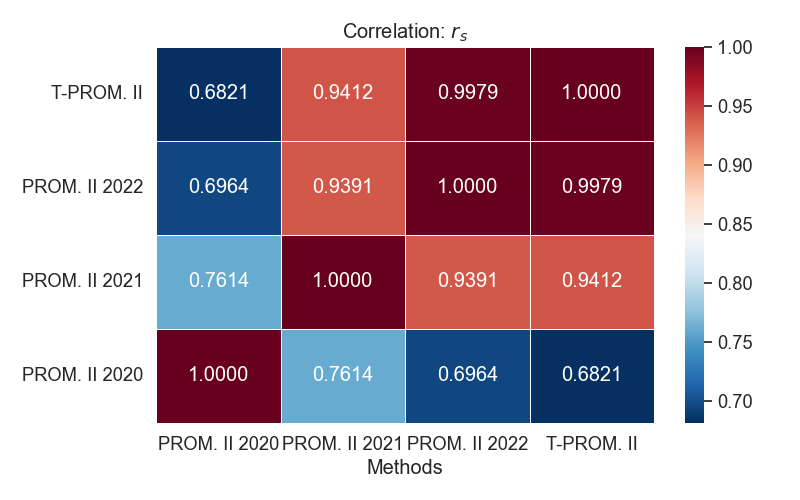 Correlation: r_s
T-PROM. II 0.6821 0.9412 0.9979 1.0000
PROM. II 2022 0.6964 0.9391 1.0000 0.9979
PROM. II 2021 0.7614 1.0000 0.9391 0.9412
PROM. II 2020 1.0000 0.7614 0.6964 0.6821
PROM. II 2020 PROM. II 2021 PROM. II 2022 T-PROM. II
Methods
1.00
0.95
0.90
0.85
0.80
0.75
0.70